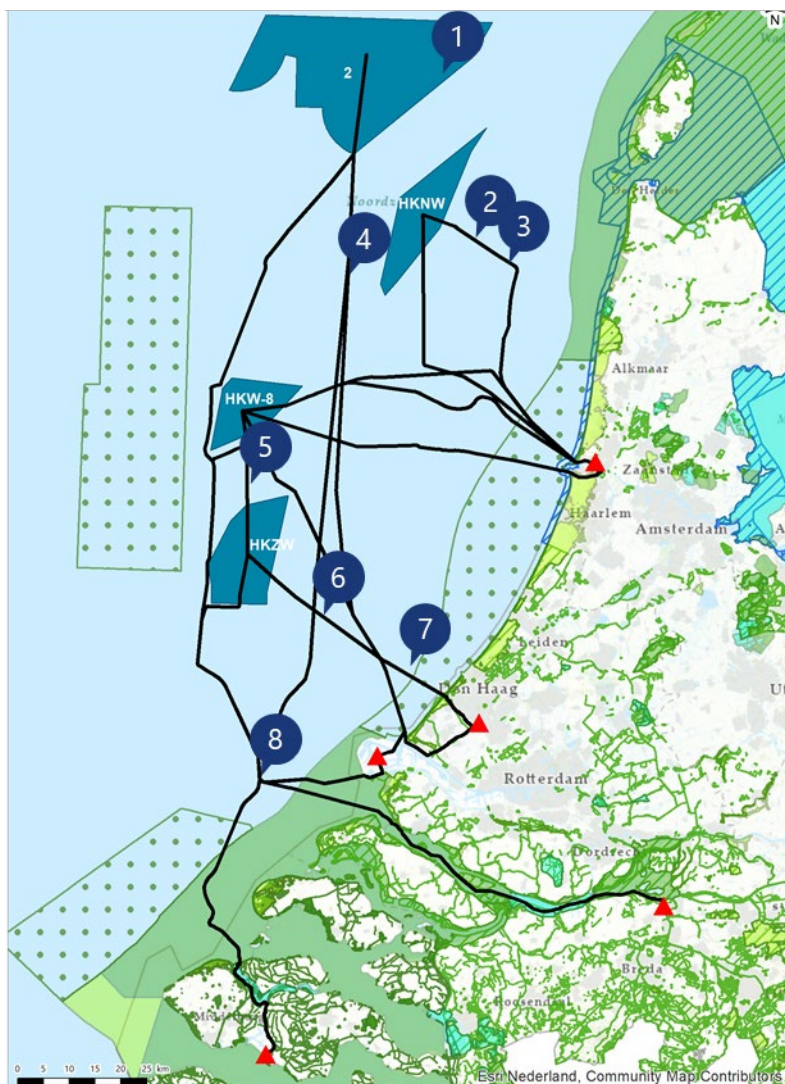 N
1
2
2
HKNW
3
4
Den Helder
Alkmaar
HKW-8
5
Zaanstad
Haarlem
Amsterdam
HKZW
6
7
Leiden
Den Haag
8
Rotterdam
Dordrecht
Breda
Roosendaal
0 5 10 15 20 25 km
Esri Nederland, Community Map Contributors